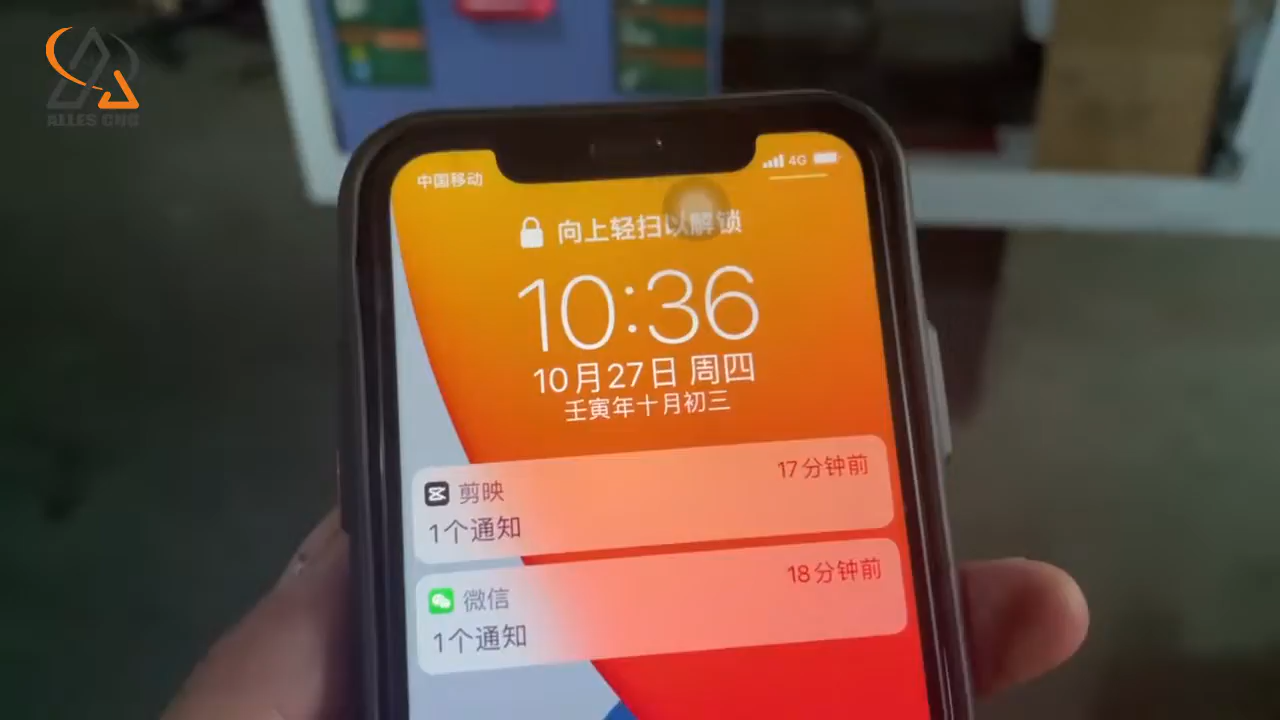 ALLES CNC
中国移动
4G
向上轻扫以解锁
10:36
10月27日 周四
壬寅年十月初三
剪映
17分钟前
1个通知
微信
18分钟前
1个通知